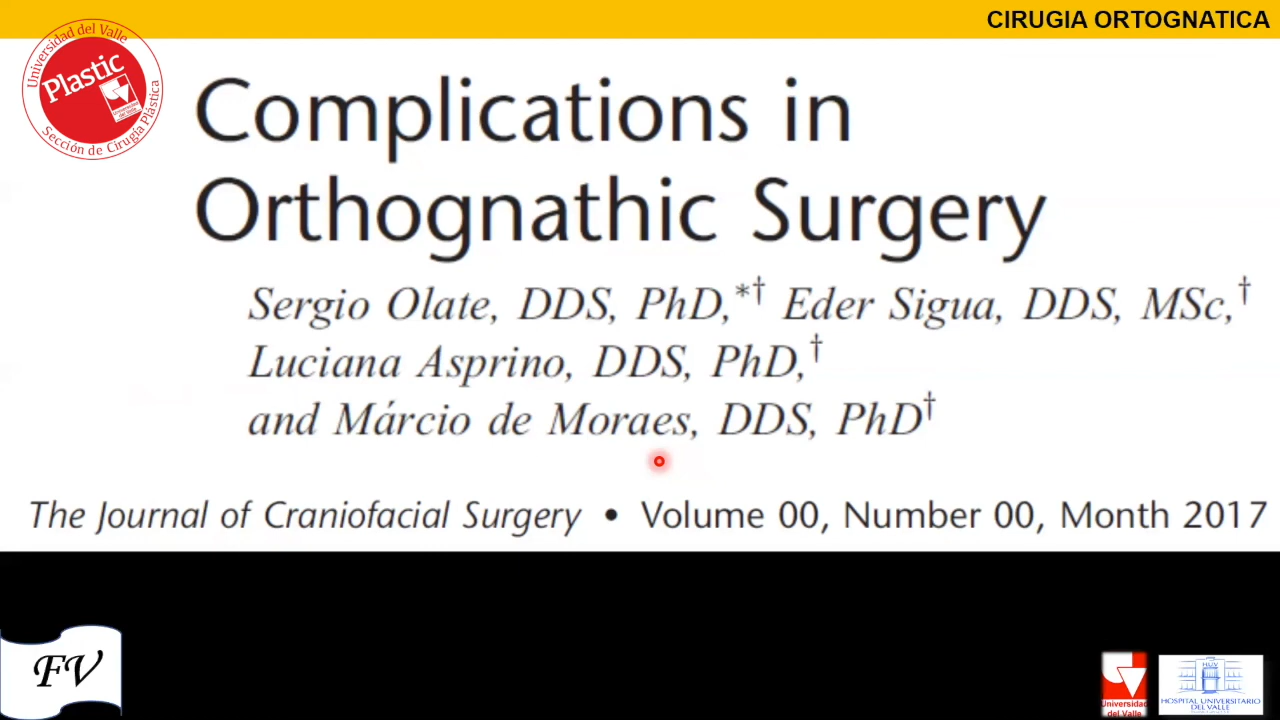 CIRUGIA ORTOGNATICA
Universidad del Valle
Plastic
Sección de Cirugía Plástica
Complications in
Orthognathic Surgery
Sergio Olate, DDS, PhD,*† Eder Sigua, DDS, MSc,†
Luciana Asprino, DDS, PhD,†
and Márcio de Moraes, DDS, PhD†
The Journal of Craniofacial Surgery • Volume 00, Number 00, Month 2017
FV
Universidad
del Valle
HUV
HOSPITAL UNIVERSITARIO
DEL VALLE